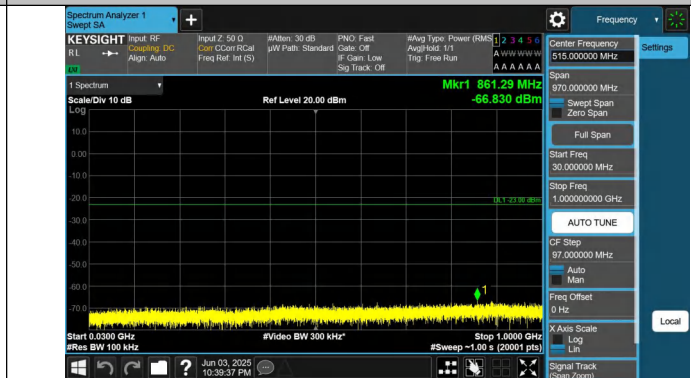 Spectrum Analyzer 1
Swept SA
Frequency
KEYSIGHT
RL
Input: RF
Coupling: DC
Align: Auto
Input Z: 50 Ω
Corr CCorr RCal
Freq Ref: Int (S)
#Atten: 30 dB
µW Path: Standard
PNO: Fast
Gate: Off
IF Gain: Low
Sig Track: Off
#Avg Type: Power (RMS
Avg|Hold: 1/1
Trig: Free Run
1 2 3 4 5 6
A W W W W W
A A A A A A
1 Spectrum
Scale/Div 10 dB
Log
Ref Level 20.00 dBm
Mkr1 861.29 MHz
-66.830 dBm
10.0
0.00
-10.0
-20.0
-30.0
-40.0
-50.0
-60.0
-70.0
DL1 -23.00 dBm
1
Start 0.0300 GHz
#Res BW 100 kHz
#Video BW 300 kHz*
Stop 1.0000 GHz
#Sweep ~1.00 s (20001 pts)
Jun 03, 2025
10:39:37 PM
Center Frequency
515.000000 MHz
Settings
Span
970.000000 MHz
Swept Span
Zero Span
Full Span
Start Freq
30.000000 MHz
Stop Freq
1.000000000 GHz
AUTO TUNE
CF Step
97.000000 MHz
Auto
Man
Freq Offset
0 Hz
X Axis Scale
Log
Lin
Local
Signal Track
(Span Zoom)